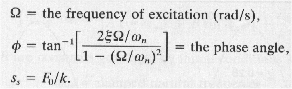 Ω = the frequency of excitation (rad/s),
ϕ = tan⁻¹[2ξΩ/ωₙ / 1 − (Ω/ωₙ)²] = the phase angle,
sₛ = F₀/k.